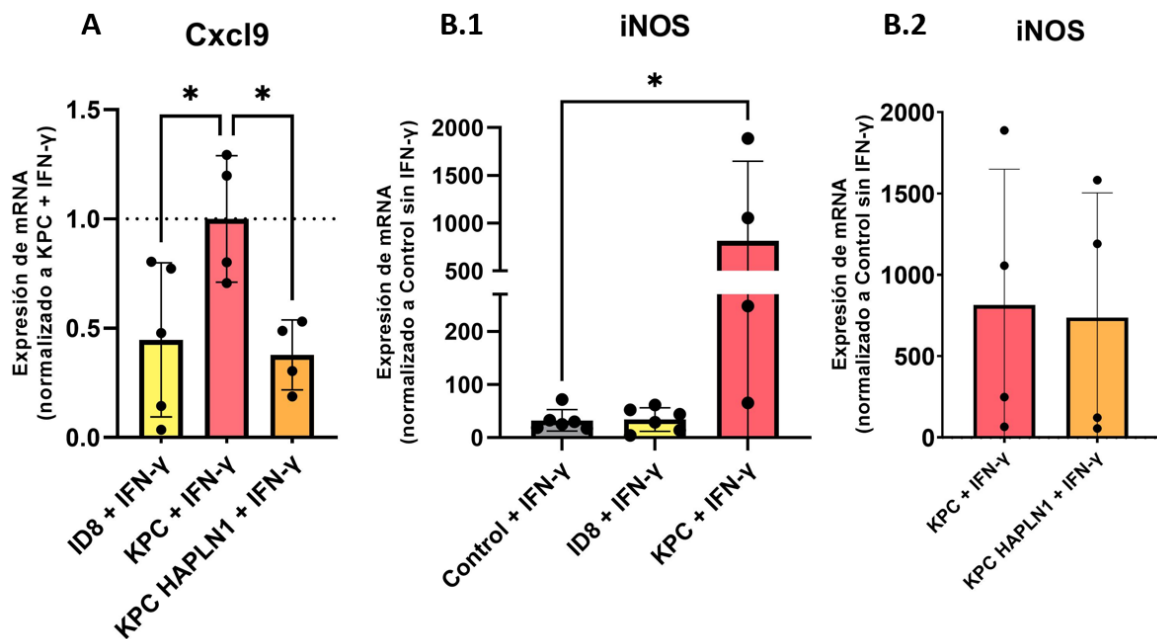 A
Cxcl9
Expresión de mRNA
(normalizado a KPC + IFN-γ)
1.5
1.0
0.5
0.0
*
*
ID8 + IFN-γ
KPC + IFN-γ
KPC HAPLN1 + IFN-γ
B.1
iNOS
Expresión de mRNA
(normalizado a Control sin IFN-γ)
2000
1500
1000
500
200
100
0
*
Control + IFN-γ
ID8 + IFN-γ
KPC + IFN-γ
B.2
iNOS
Expresión de mRNA
(normalizado a Control sin IFN-γ)
2000
1500
1000
500
0
KPC + IFN-γ
KPC HAPLN1 + IFN-γ